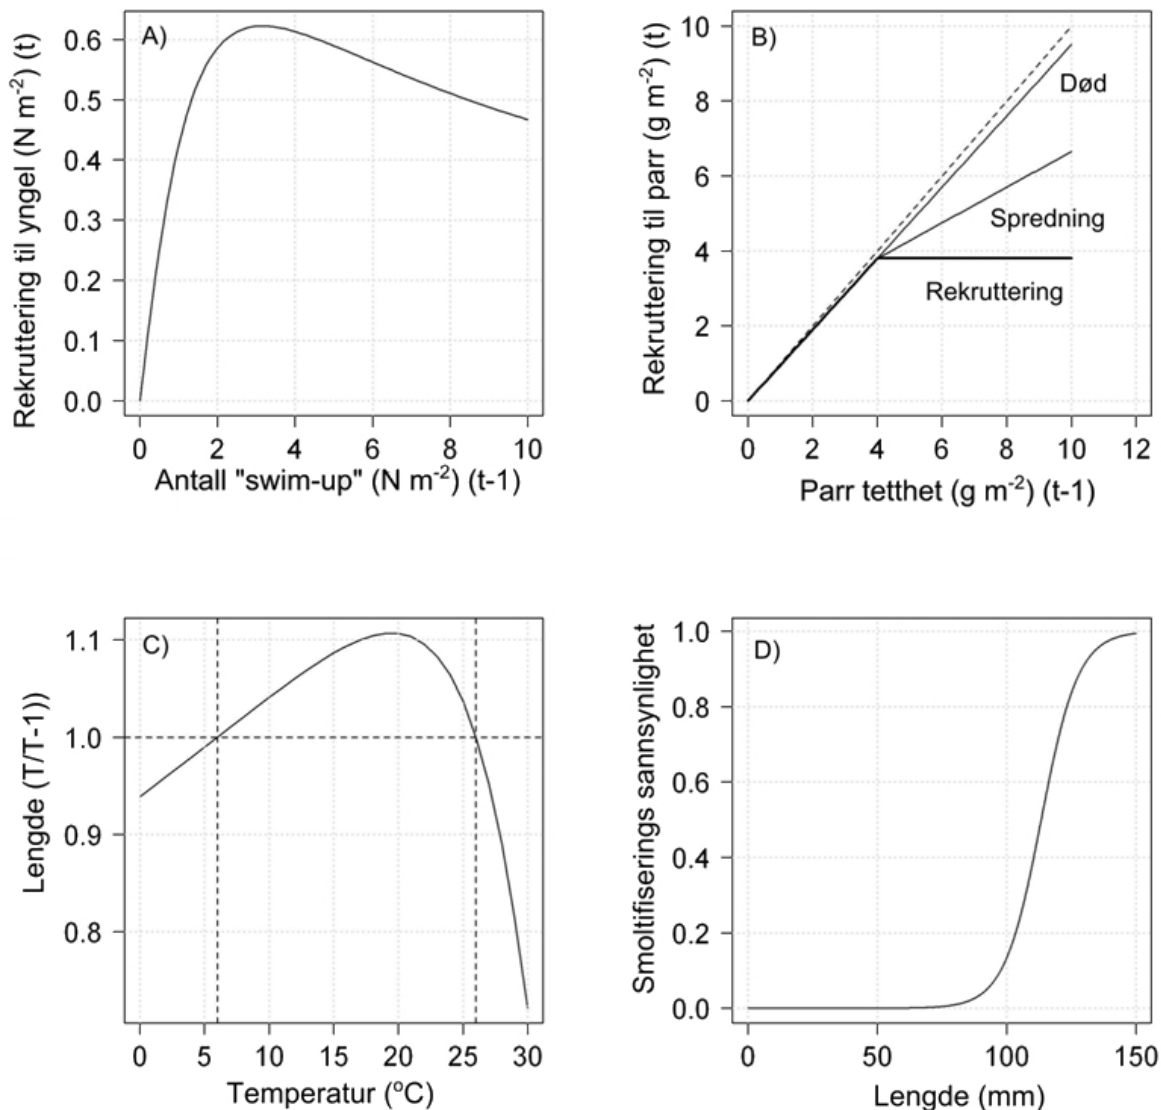 A)
Rekruttering til yngel (N m⁻²) (t)
0.6
0.5
0.4
0.3
0.2
0.1
0.0
0 2 4 6 8 10
Antall "swim-up" (N m⁻²) (t-1)
B)
Rekruttering til parr (g m⁻²) (t)
10
8
6
4
2
0
Død
Spredning
Rekruttering
0 2 4 6 8 10 12
Parr tetthet (g m⁻²) (t-1)
C)
Lengde (T/T-1))
1.1
1.0
0.9
0.8
0 5 10 15 20 25 30
Temperatur (ºC)
D)
Smoltifiserings sannsynlighet
1.0
0.8
0.6
0.4
0.2
0.0
0 50 100 150
Lengde (mm)